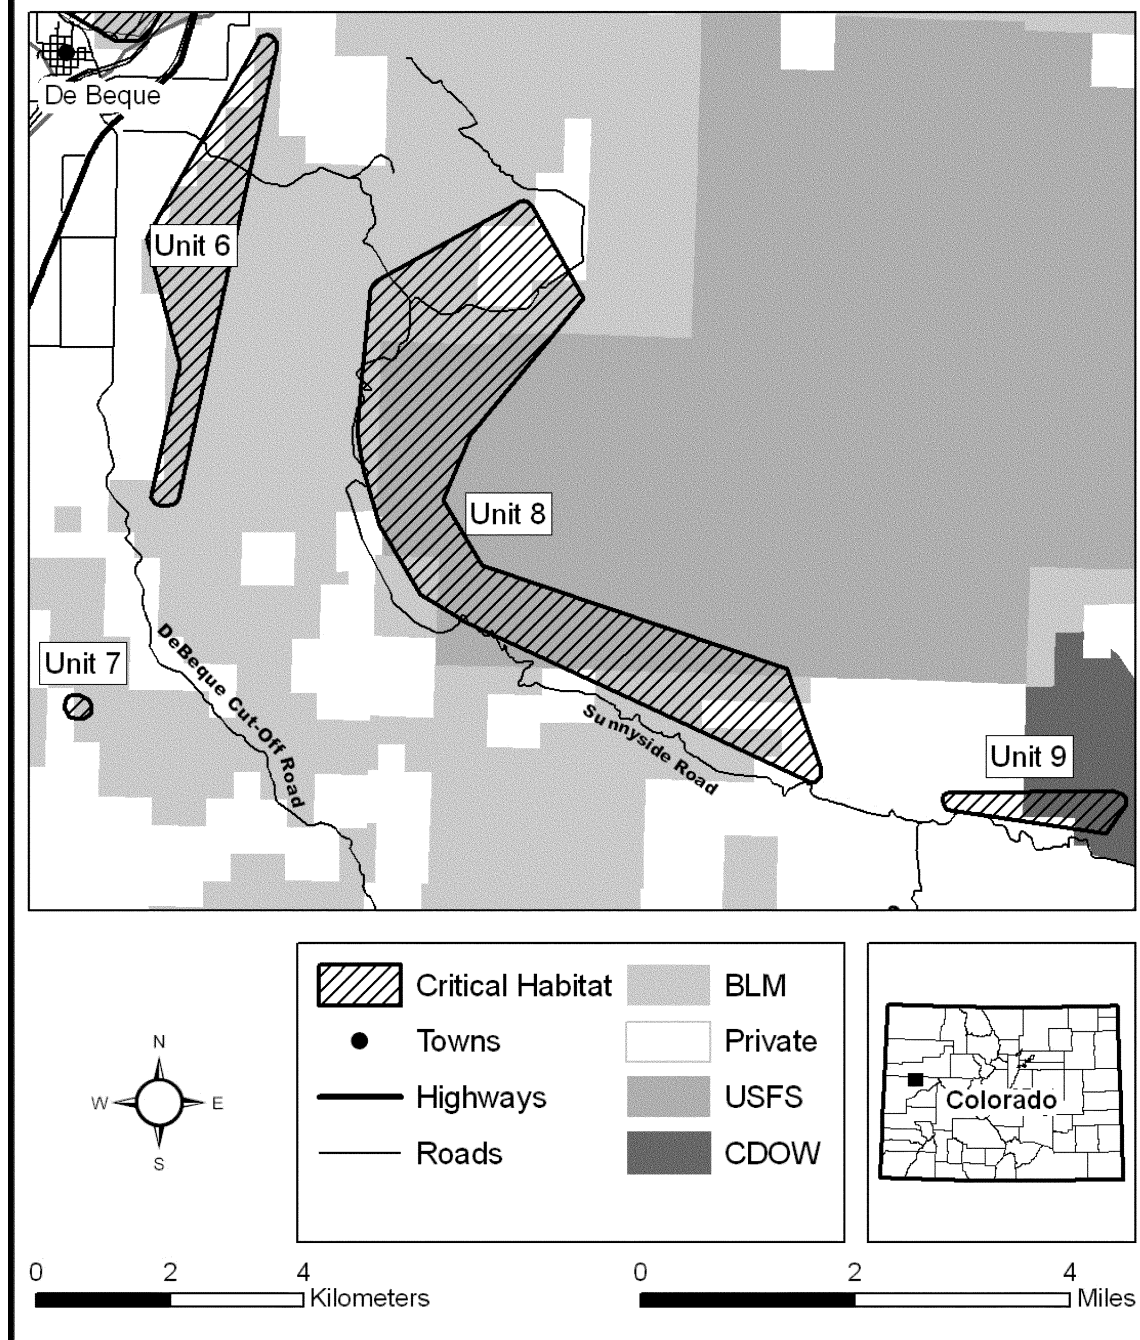 De Beque
Unit 6
Unit 8
Unit 7
DeBeque Cut-Off Road
Sunnyside Road
Unit 9
Critical Habitat
BLM
Towns
Private
Highways
USFS
Roads
CDOW
N
W
E
S
Colorado
0 2 4
Kilometers
0 2 4
Miles